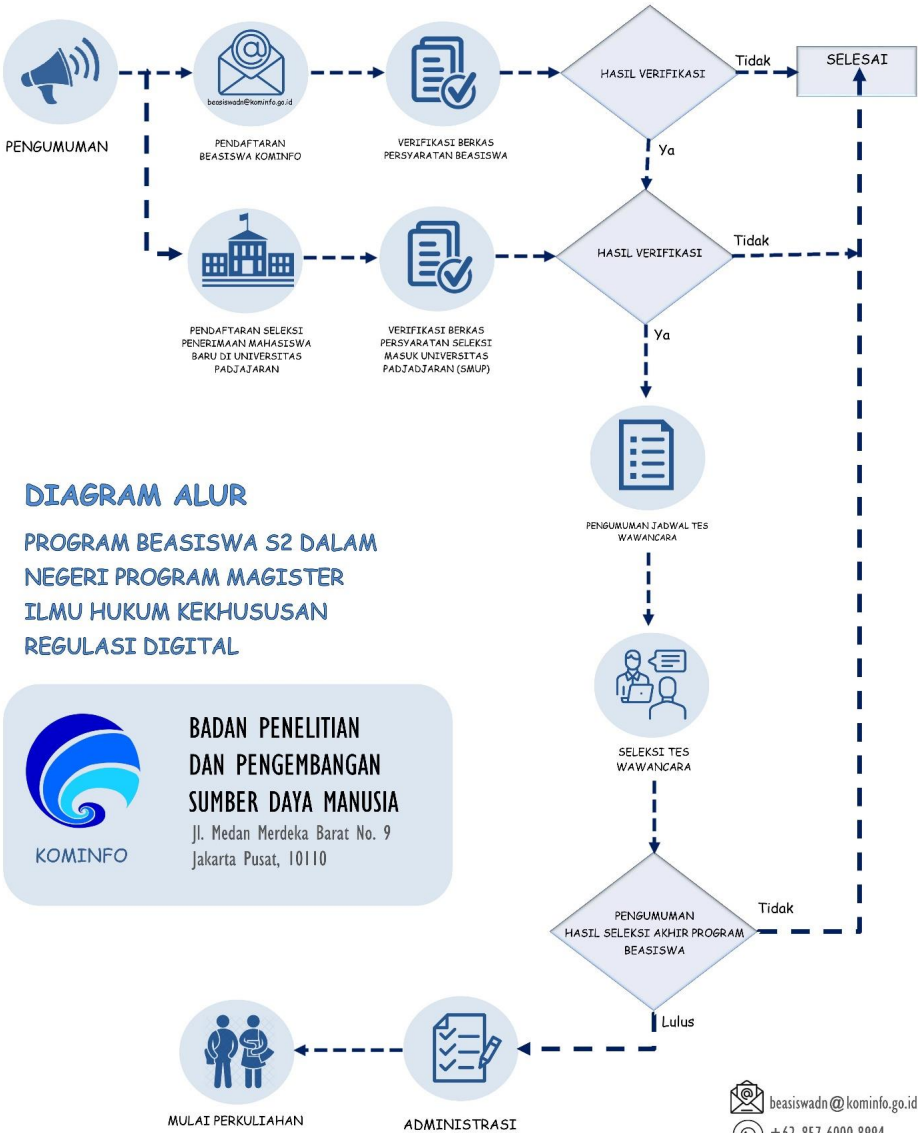 PENGUMUMAN
beasiswadn@kominfo.go.id
PENDAFTARAN
BEASISWA KOMINFO
VERIFIKASI BERKAS
PERSYARATAN BEASISWA
HASIL VERIFIKASI
Tidak
SELESAI
Ya
PENDAFTARAN SELEKSI
PENERIMAAN MAHASISWA
BARU DI UNIVERSITAS
PADJAJARAN
VERIFIKASI BERKAS
PERSYARATAN SELEKSI
MASUK UNIVERSITAS
PADJADJARAN (SMUP)
HASIL VERIFIKASI
Tidak
Ya
PENGUMUMAN JADWAL TES
WAWANCARA
DIAGRAM ALUR
PROGRAM BEASISWA S2 DALAM
NEGERI PROGRAM MAGISTER
ILMU HUKUM KEKHUSUSAN
REGULASI DIGITAL
KOMINFO
BADAN PENELITIAN
DAN PENGEMBANGAN
SUMBER DAYA MANUSIA
Jl. Medan Merdeka Barat No. 9
Jakarta Pusat, 10110
SELEKSI TES
WAWANCARA
PENGUMUMAN
HASIL SELEKSI AKHIR PROGRAM
BEASISWA
Tidak
Lulus
ADMINISTRASI
MULAI PERKULIAHAN
beasiswadn@kominfo.go.id
+62 857 6000 8994